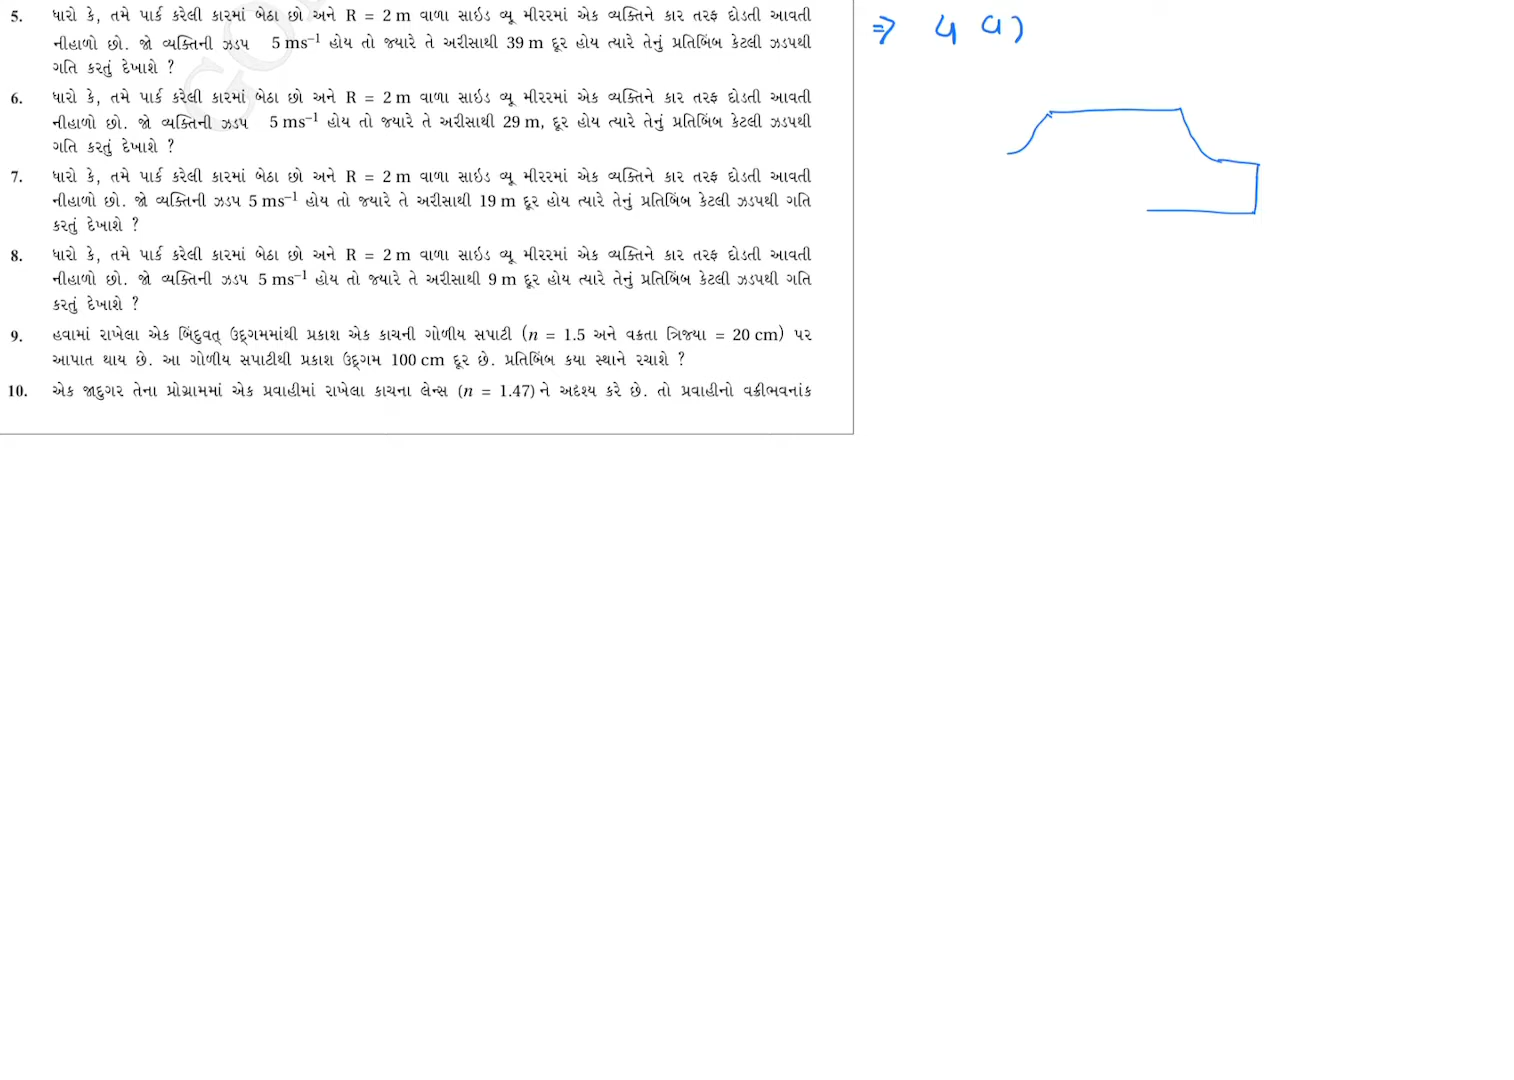 5. ધારો કે, તમે પાર્ક કરેલી કારમાં બેઠા છો અને R = 2 m વાળા સાઇડ વ્યૂ મીરરમાં એક વ્યક્તિને કાર તરફ દોડતી આવતી
નીહાળો છો. જો વ્યક્તિની ઝડપ 5 ms⁻¹ હોય તો જ્યારે તે અરીસાથી 39 m દૂર હોય ત્યારે તેનું પ્રતિબિંબ કેટલી ઝડપથી
ગતિ કરતું દેખાશે ?
6. ધારો કે, તમે પાર્ક કરેલી કારમાં બેઠા છો અને R = 2 m વાળા સાઇડ વ્યૂ મીરરમાં એક વ્યક્તિને કાર તરફ દોડતી આવતી
નીહાળો છો. જો વ્યક્તિની ઝડપ 5 ms⁻¹ હોય તો જ્યારે તે અરીસાથી 29 m, દૂર હોય ત્યારે તેનું પ્રતિબિંબ કેટલી ઝડપથી
ગતિ કરતું દેખાશે ?
7. ધારો કે, તમે પાર્ક કરેલી કારમાં બેઠા છો અને R = 2 m વાળા સાઇડ વ્યૂ મીરરમાં એક વ્યક્તિને કાર તરફ દોડતી આવતી
નીહાળો છો. જો વ્યક્તિની ઝડપ 5 ms⁻¹ હોય તો જ્યારે તે અરીસાથી 19 m દૂર હોય ત્યારે તેનું પ્રતિબિંબ કેટલી ઝડપથી ગતિ
કરતું દેખાશે ?
8. ધારો કે, તમે પાર્ક કરેલી કારમાં બેઠા છો અને R = 2 m વાળા સાઇડ વ્યૂ મીરરમાં એક વ્યક્તિને કાર તરફ દોડતી આવતી
નીહાળો છો. જો વ્યક્તિની ઝડપ 5 ms⁻¹ હોય તો જ્યારે તે અરીસાથી 9 m દૂર હોય ત્યારે તેનું પ્રતિબિંબ કેટલી ઝડપથી ગતિ
કરતું દેખાશે ?
9. હવામાં રાખેલા એક બિંદુવત્ ઉદ્ગમમાંથી પ્રકાશ એક કાચની ગોળીય સપાટી (n = 1.5 અને વક્રતા ત્રિજ્યા = 20 cm) પર
આપાત થાય છે. આ ગોળીય સપાટીથી પ્રકાશ ઉદ્ગમ 100 cm દૂર છે. પ્રતિબિંબ કયા સ્થાને રચાશે ?
10. એક જાદુગર તેના પ્રોગ્રામમાં એક પ્રવાહીમાં રાખેલા કાચના લેન્સ (n = 1.47) ને અદૃશ્ય કરે છે. તો પ્રવાહીનો વક્રીભવનાંક